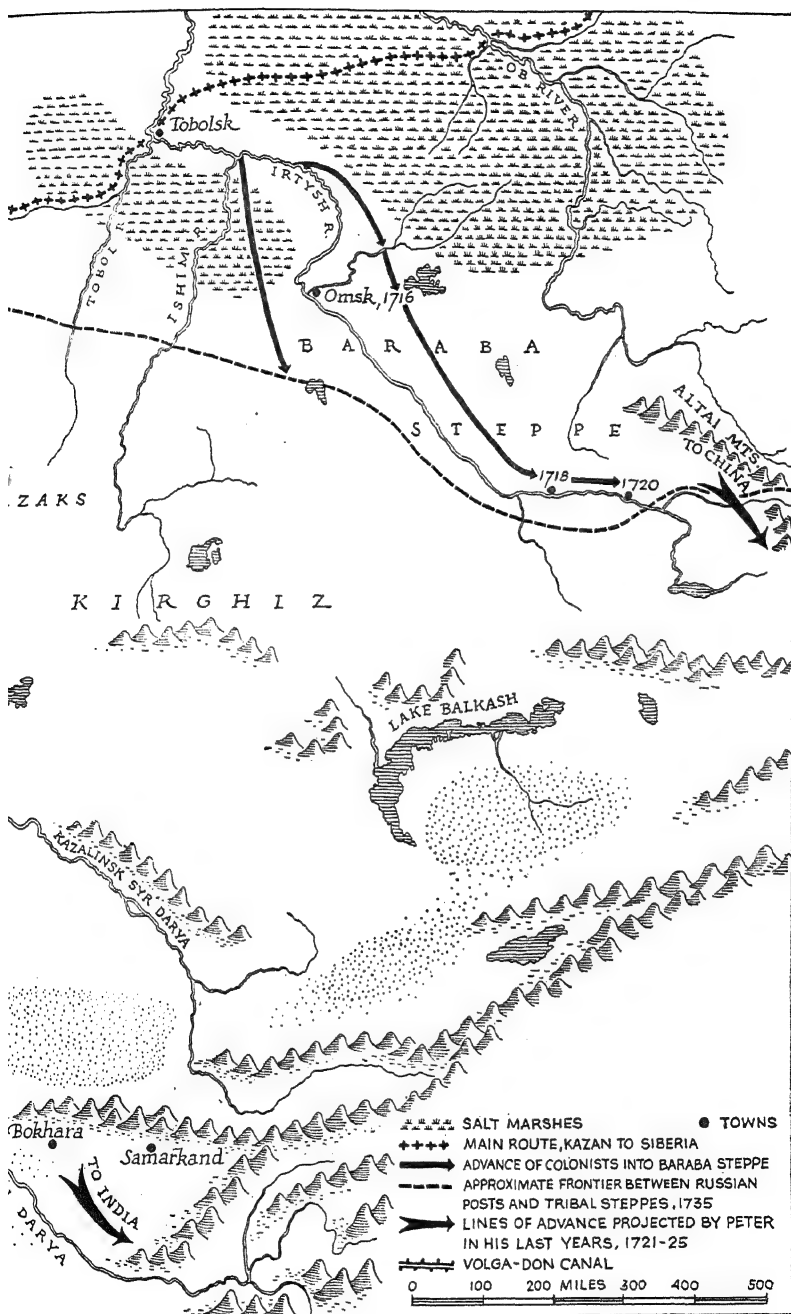 OB RIVER
Tobolsk
IRTYSH R.
TOBOL R.
ISHIM R.
Omsk, 1716
BARABA
STEPPE
ALTAI MTS.
TO CHINA
1718
1720
ZAKS
KIRGHIZ
LAKE BALKASH
KAZALINSK SYR DARYA
Bokhara
Samarkand
TO INDIA
DARYA
SALT MARSHES
TOWNS
MAIN ROUTE, KAZAN TO SIBERIA
ADVANCE OF COLONISTS INTO BARABA STEPPE
APPROXIMATE FRONTIER BETWEEN RUSSIAN
POSTS AND TRIBAL STEPPES, 1735
LINES OF ADVANCE PROJECTED BY PETER
IN HIS LAST YEARS, 1721-25
VOLGA-DON CANAL
0 100 200 MILES 300 400 500